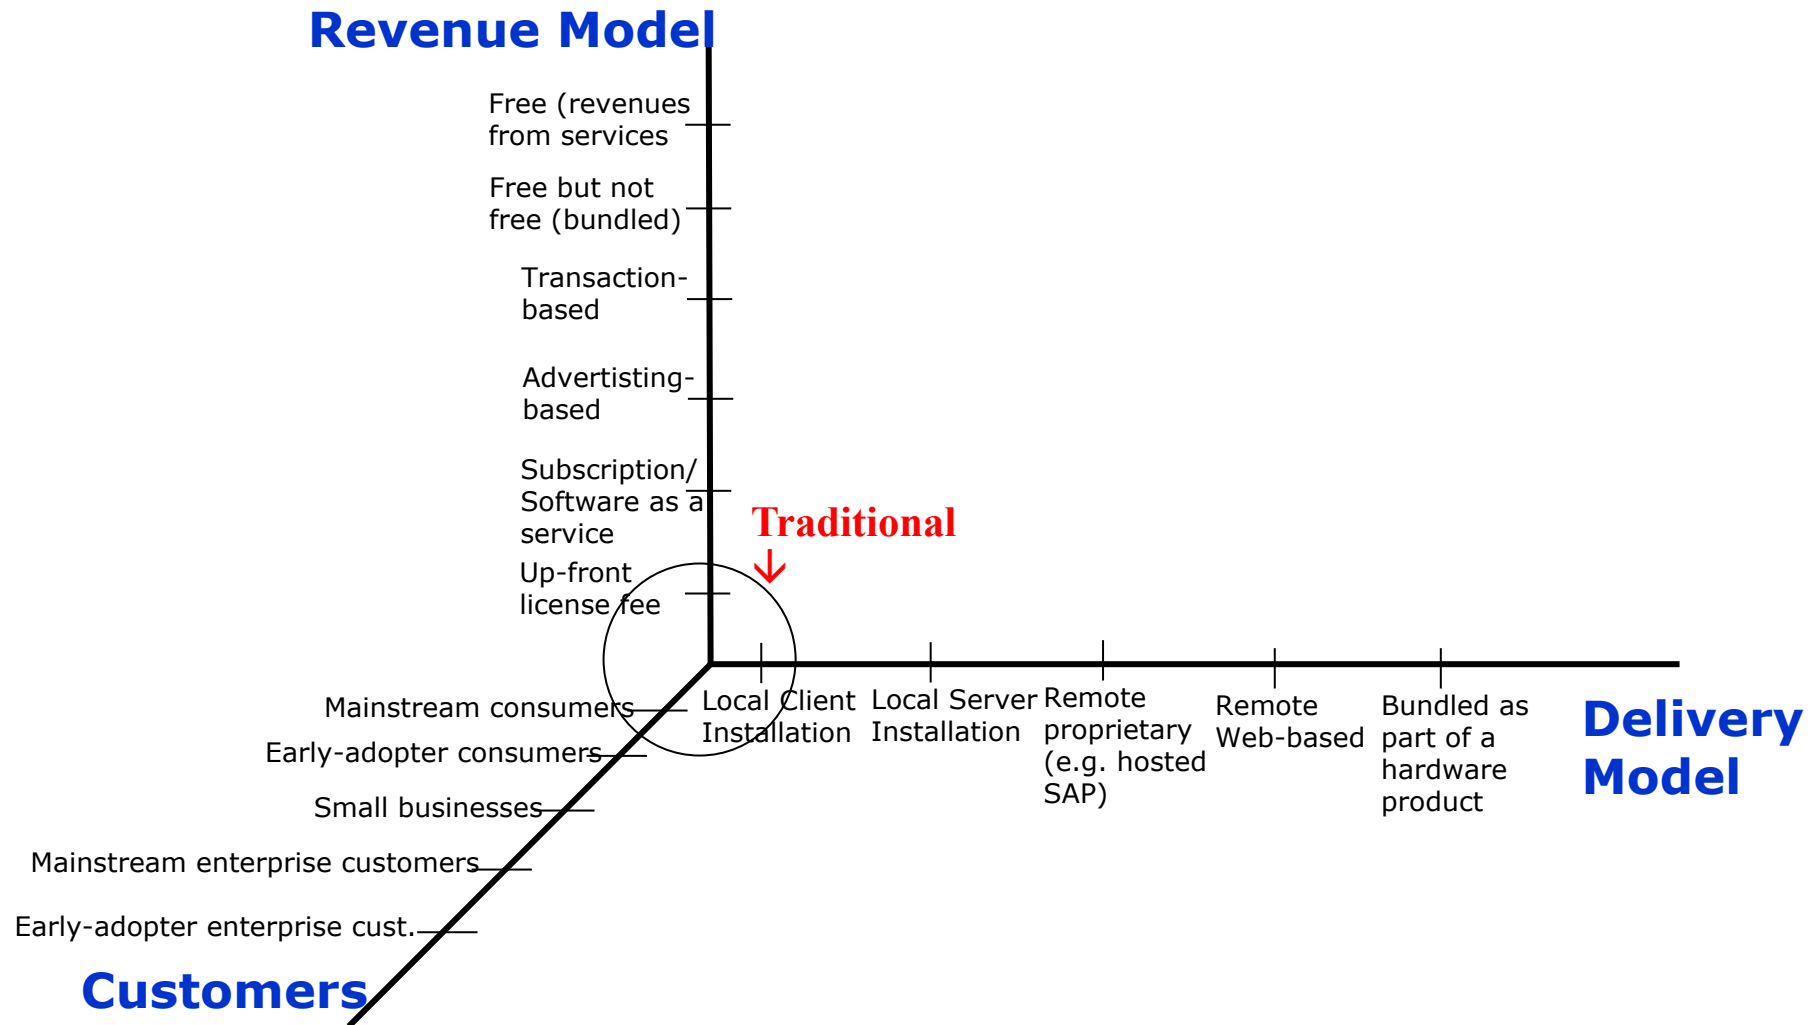 Revenue Model
Free (revenues
from services
Free but not
free (bundled)
Transaction-
based
Advertisting-
based
Subscription/
Software as a
service
Traditional
↓
Up-front
license fee
Mainstream consumers
Early-adopter consumers
Small businesses
Mainstream enterprise customers
Early-adopter enterprise cust.
Customers
Local Client
Installation
Local Server
Installation
Remote
proprietary
(e.g. hosted
SAP)
Remote
Web-based
Bundled as
part of a
hardware
product
Delivery
Model